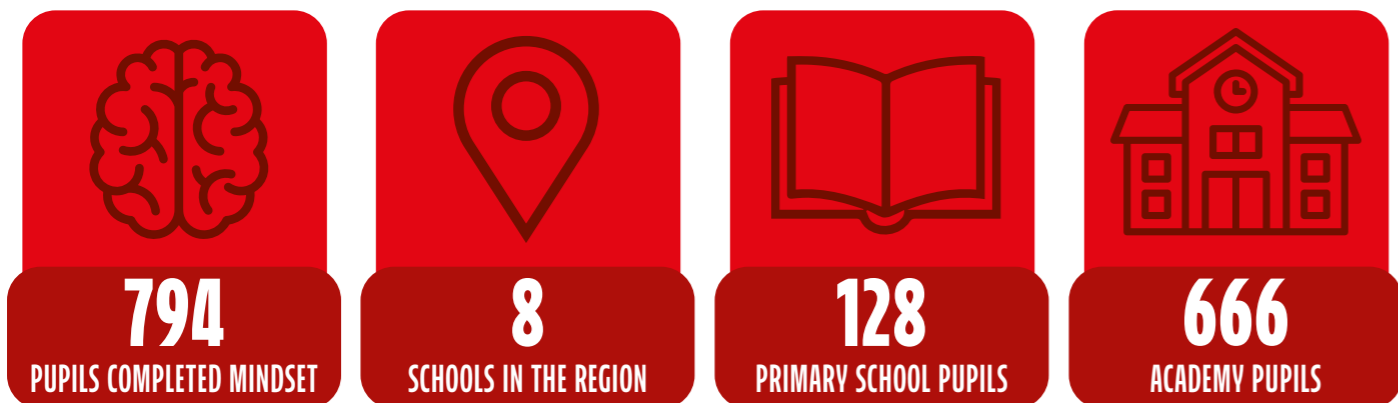 794
PUPILS COMPLETED MINDSET
8
SCHOOLS IN THE REGION
128
PRIMARY SCHOOL PUPILS
666
ACADEMY PUPILS